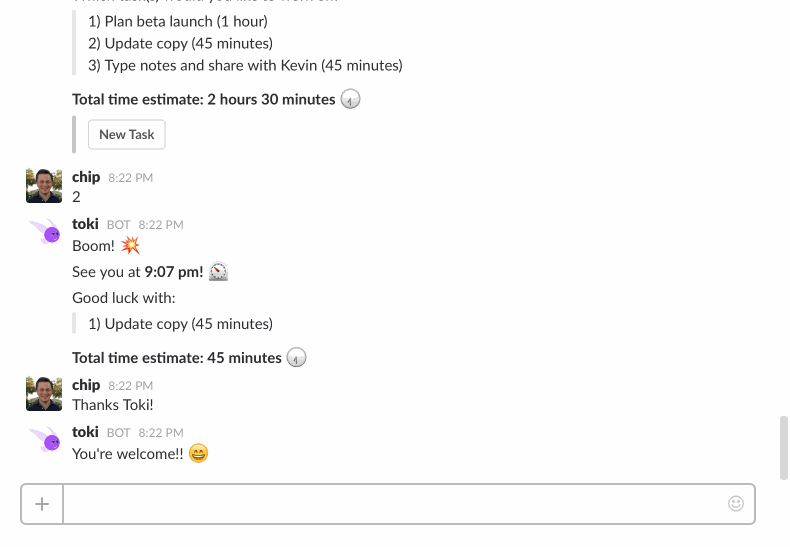 1) Plan beta launch (1 hour)
2) Update copy (45 minutes)
3) Type notes and share with Kevin (45 minutes)
Total time estimate: 2 hours 30 minutes
New Task
chip 8:22 PM
2
toki BOT 8:22 PM
Boom!
See you at 9:07 pm!
Good luck with:
1) Update copy (45 minutes)
Total time estimate: 45 minutes
chip 8:22 PM
Thanks Toki!
toki BOT 8:22 PM
You're welcome!!